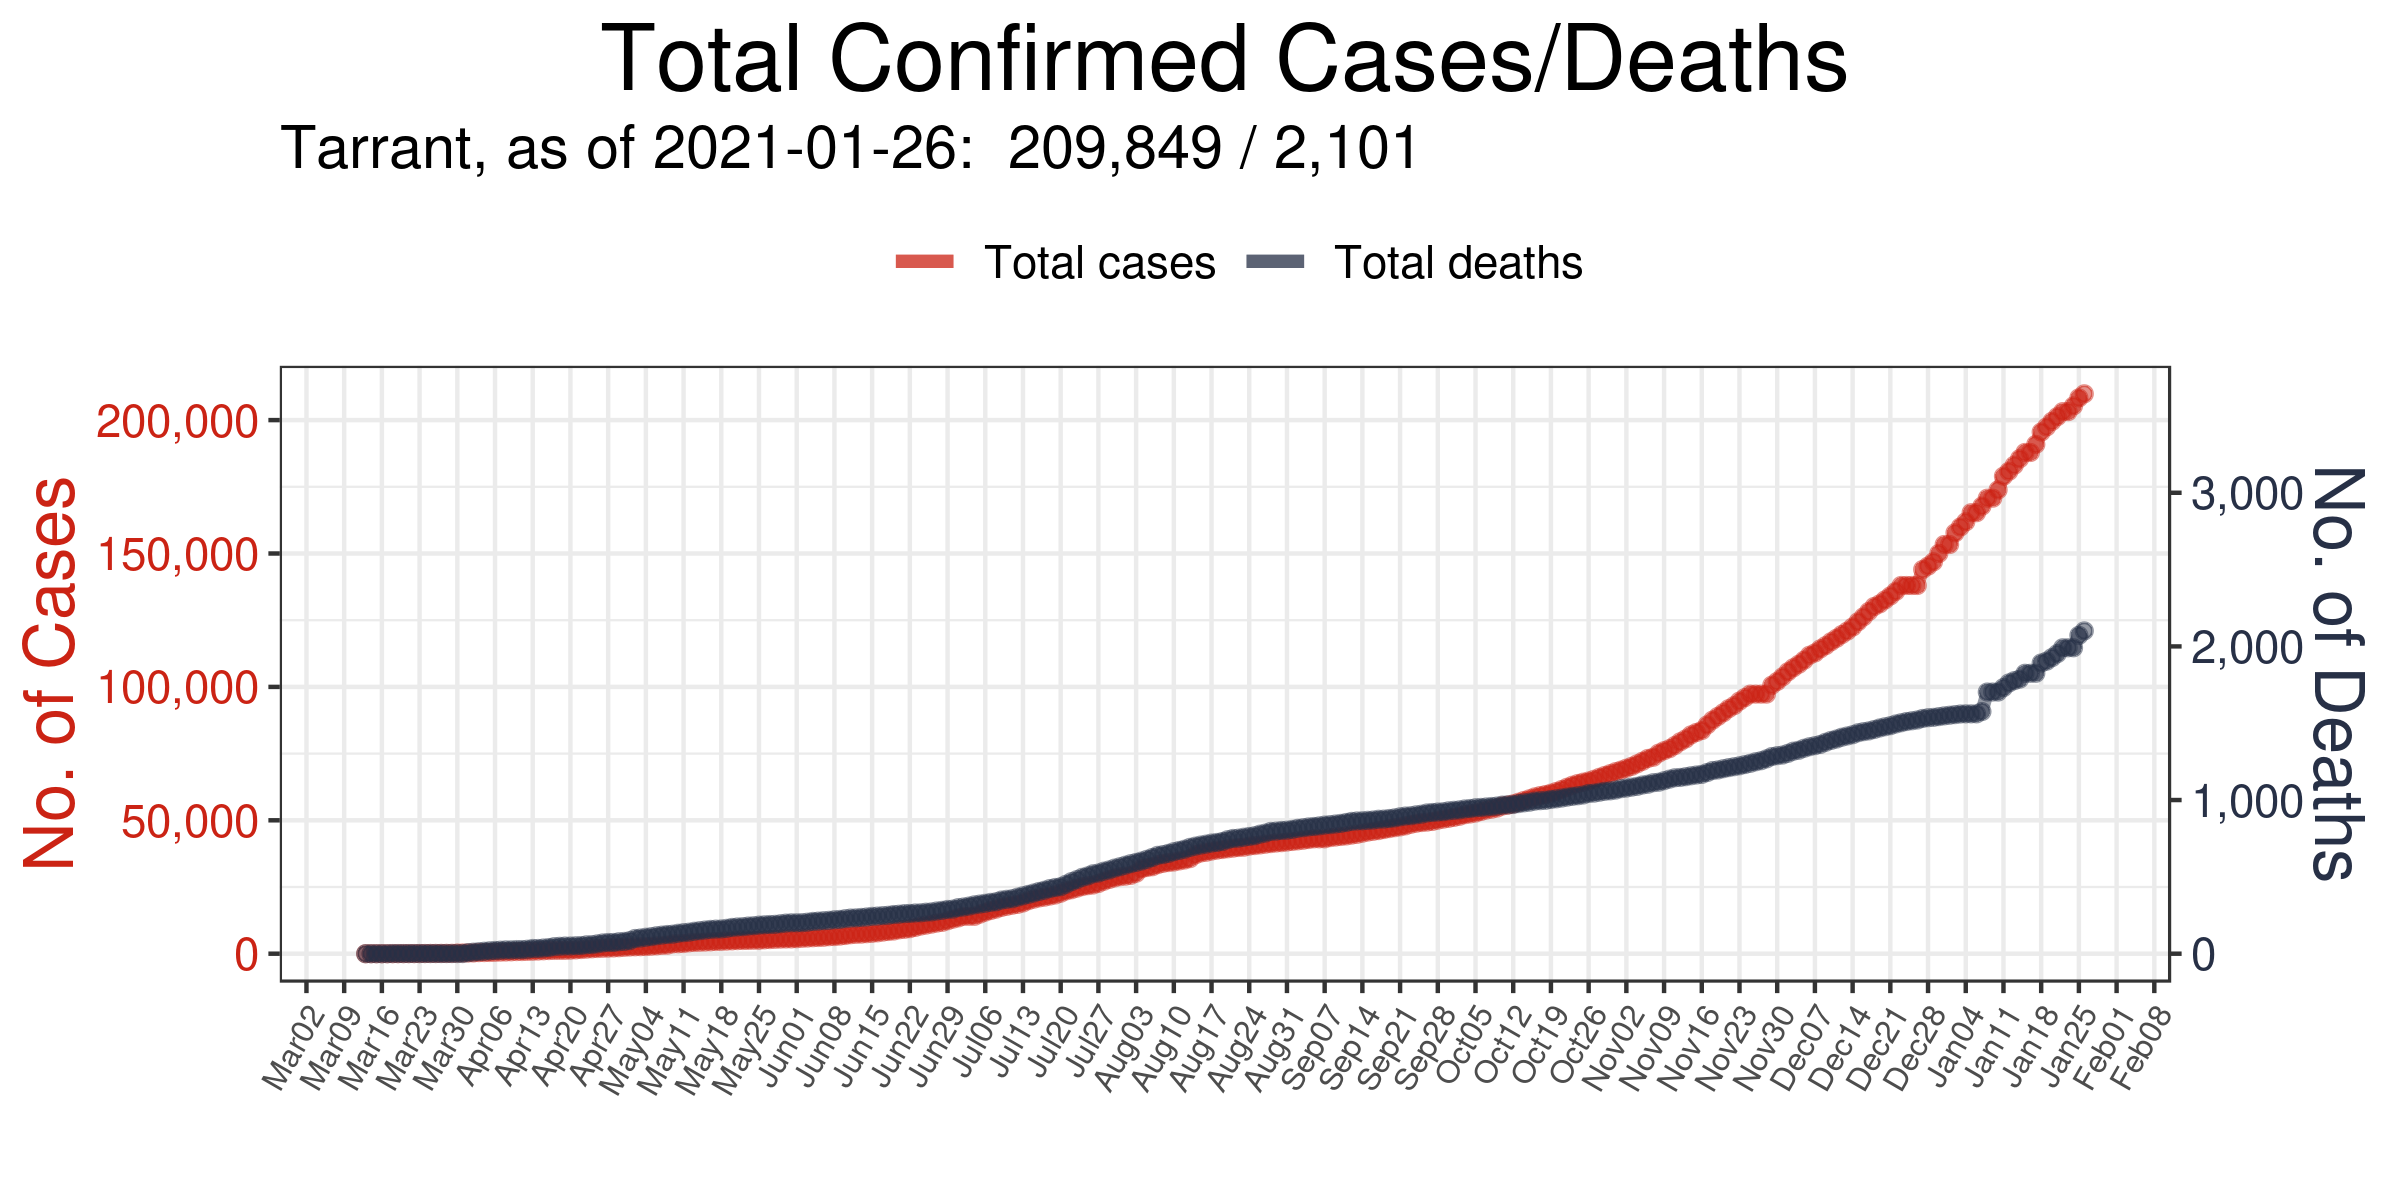 Total Confirmed Cases/Deaths
Tarrant, as of 2021-01-26:  209,849 / 2,101
Total cases
Total deaths
No. of Cases
200,000
150,000
100,000
50,000
0
3,000
2,000
1,000
0
No. of Deaths
Mar02
Mar09
Mar16
Mar23
Mar30
Apr06
Apr13
Apr20
Apr27
May04
May11
May18
May25
Jun01
Jun08
Jun15
Jun22
Jun29
Jul06
Jul13
Jul20
Jul27
Aug03
Aug10
Aug17
Aug24
Aug31
Sep07
Sep14
Sep21
Sep28
Oct05
Oct12
Oct19
Oct26
Nov02
Nov09
Nov16
Nov23
Nov30
Dec07
Dec14
Dec21
Dec28
Jan04
Jan11
Jan18
Jan25
Feb01
Feb08